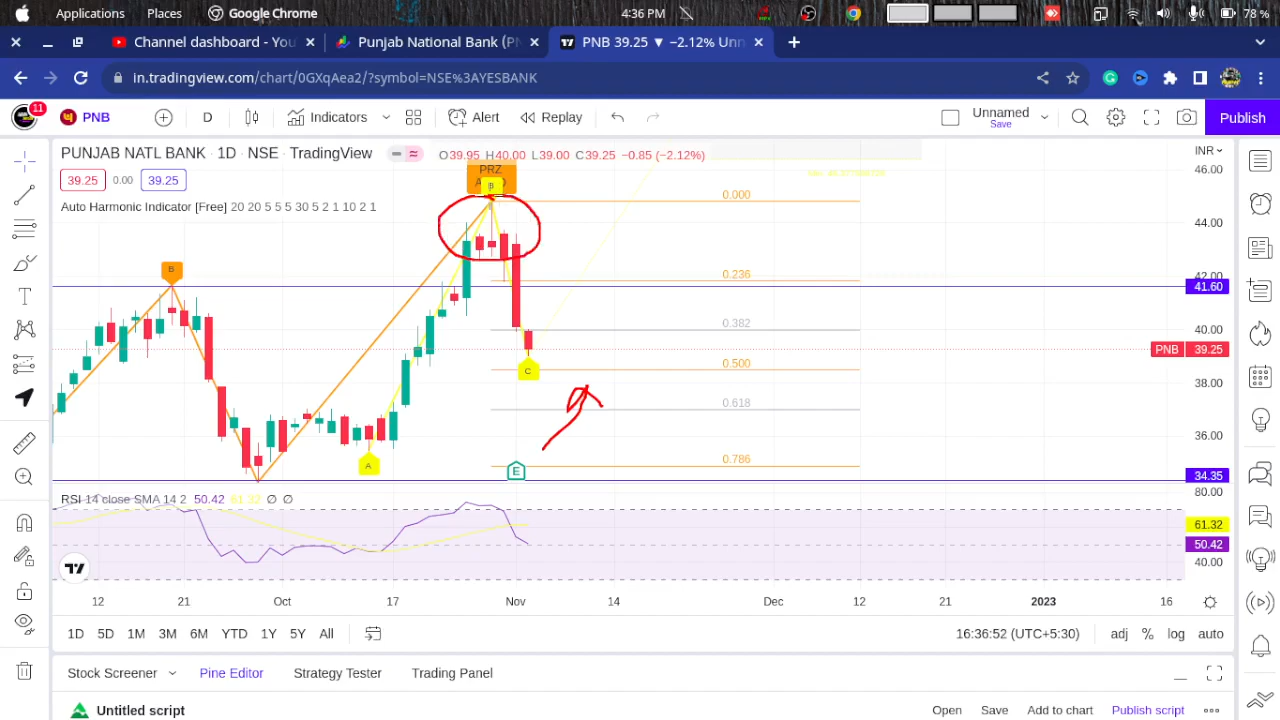 Applications Places Google Chrome 4:36 PM 78 %
Channel dashboard - You Punjab National Bank (PN PNB 39.25 ▼ −2.12% Unn
in.tradingview.com/chart/0GXqAea2/?symbol=NSE%3AYESBANK
11 PNB D Indicators Alert Replay Unnamed Save Publish
PUNJAB NATL BANK · 1D · NSE · TradingView O39.95 H40.00 L39.00 C39.25 −0.85 (−2.12%) INR
39.25 0.00 39.25
Auto Harmonic Indicator [Free] 20 20 5 5 5 30 5 2 1 10 2 1
PRZ
B
46.00
0.000
44.00
B
0.236
42.00
41.60
0.382
40.00
PNB 39.25
0.500
C
38.00
0.618
36.00
0.786
A
E
34.35
RSI 14 close SMA 14 2 50.42 61.32 ∅ ∅
80.00
61.32
50.42
40.00
12 21 Oct 17 Nov 14 Dec 12 21 2023 16
1D 5D 1M 3M 6M YTD 1Y 5Y All 16:36:52 (UTC+5:30) adj % log auto
Stock Screener Pine Editor Strategy Tester Trading Panel
Untitled script Open Save Add to chart Publish script